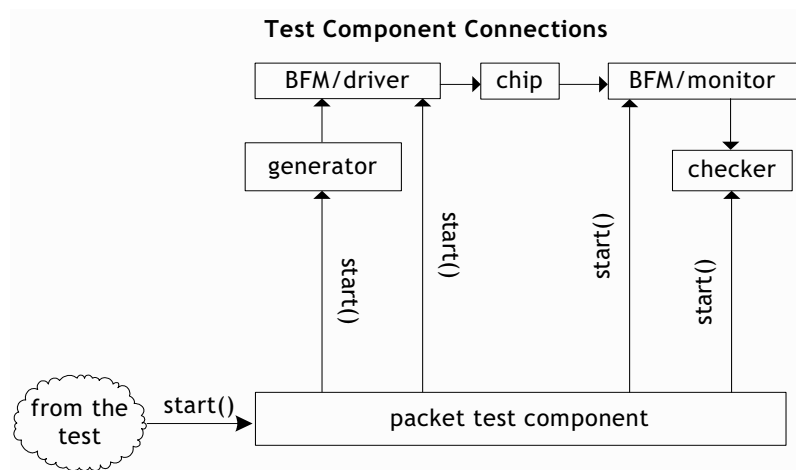 Test Component Connections
BFM/driver
chip
BFM/monitor
generator
checker
start()
start()
start()
start()
from the
test
start()
packet test component